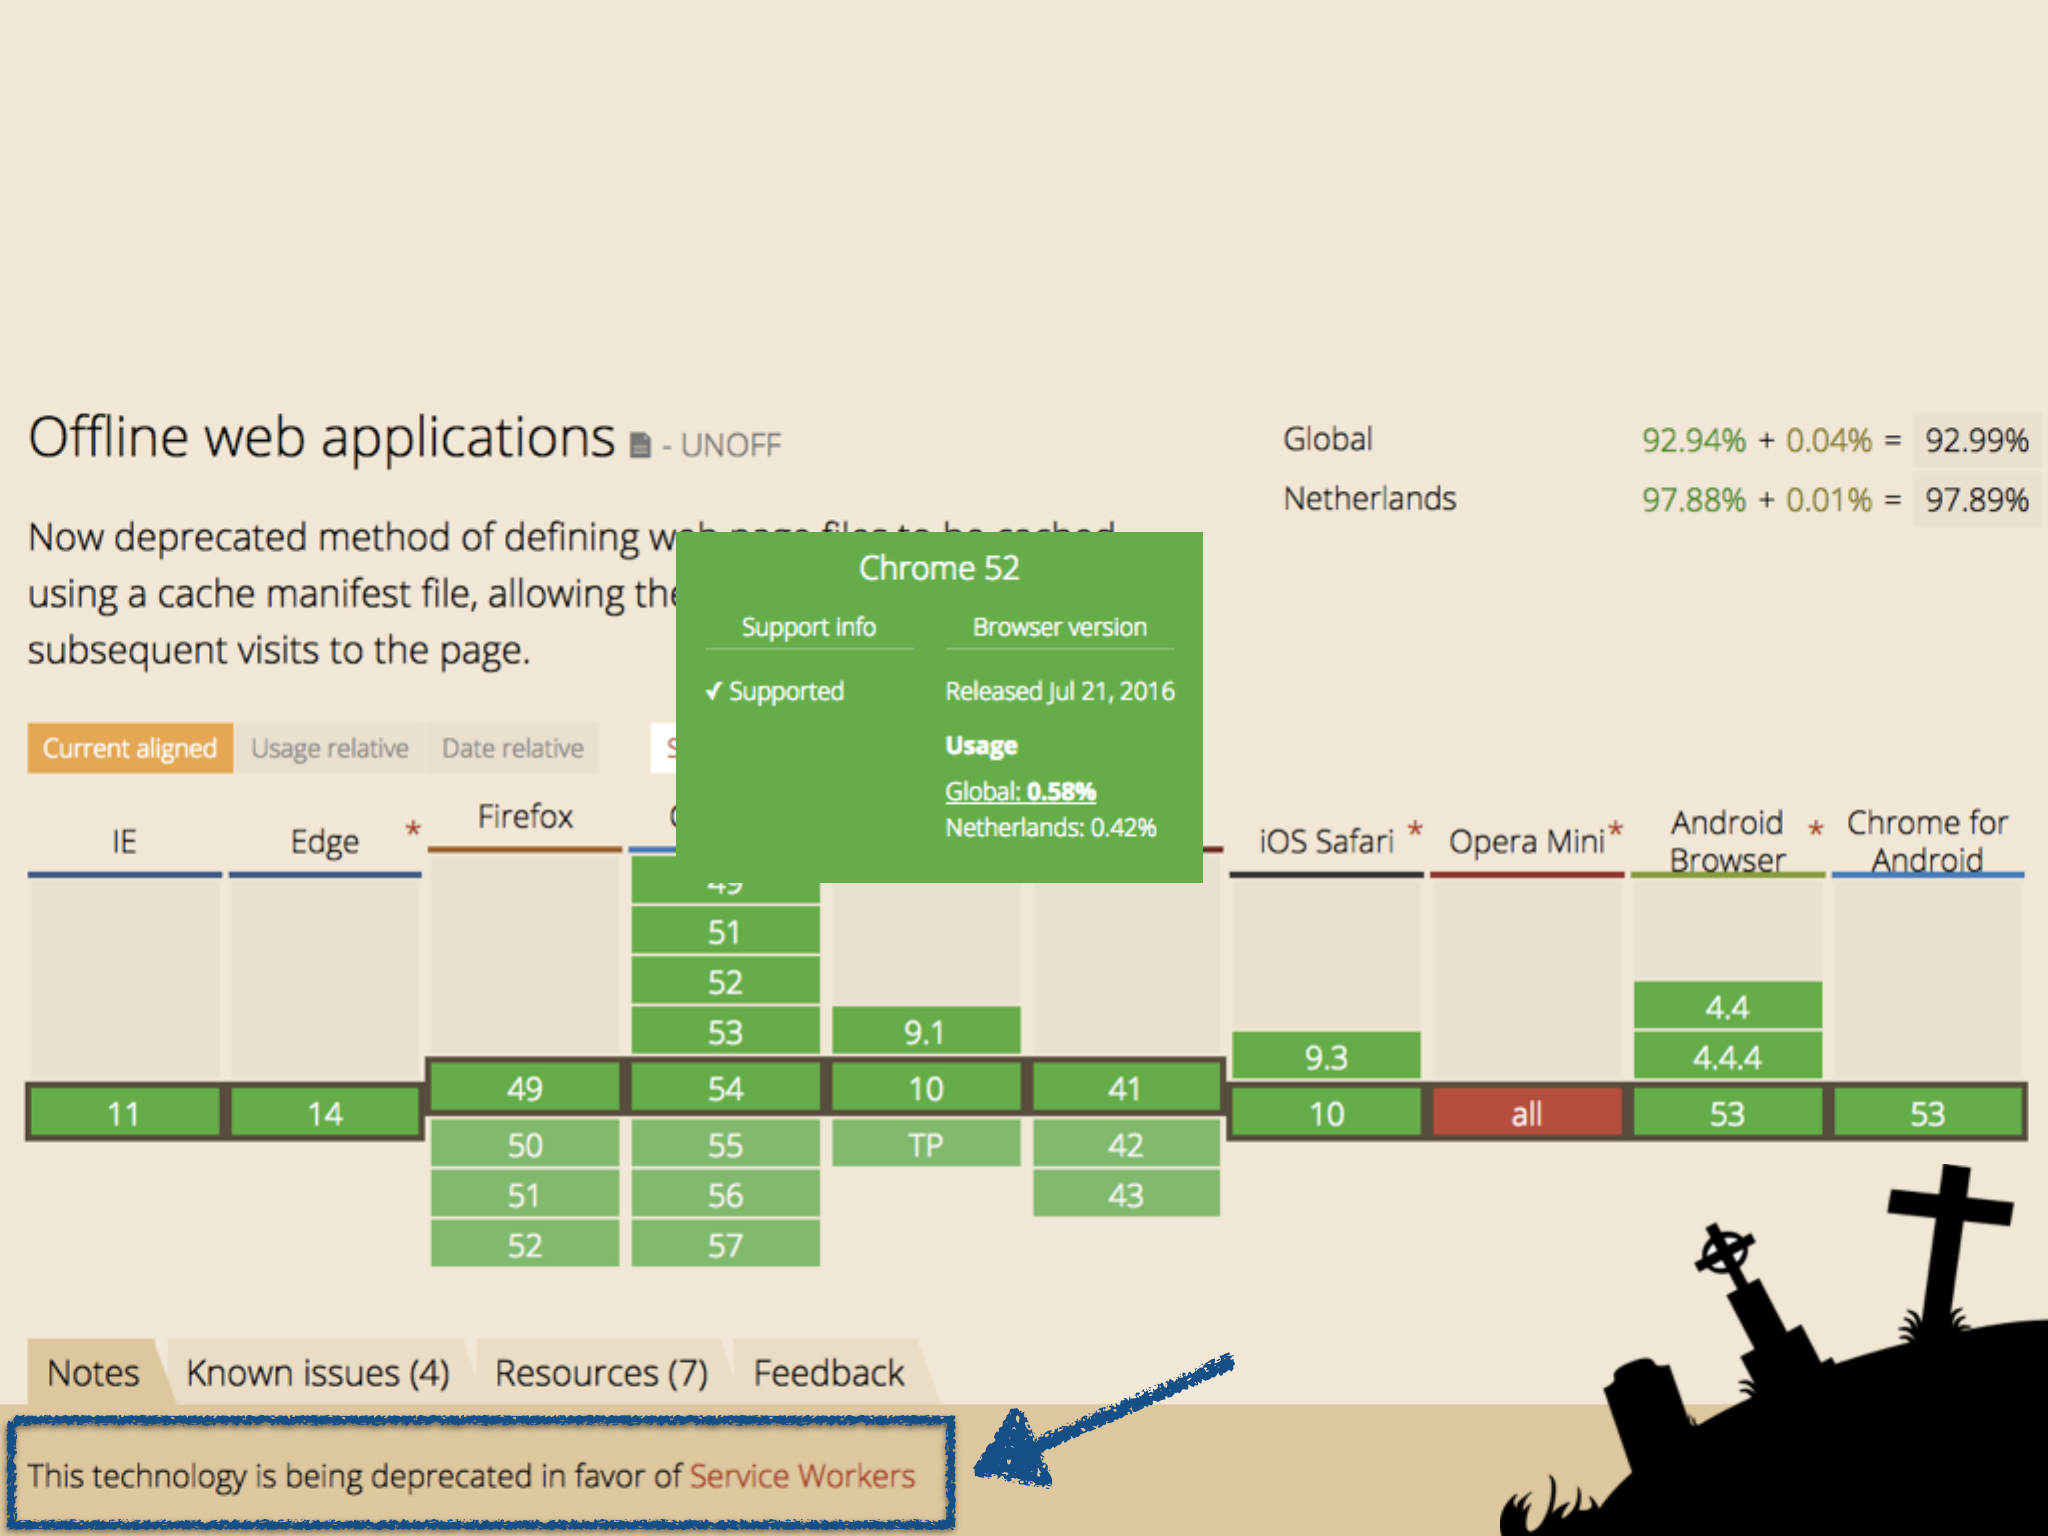 Offline web applications - UNOFF
Global 92.94% + 0.04% = 92.99%
Netherlands 97.88% + 0.01% = 97.89%
Now deprecated method of defining web page files to be cached
using a cache manifest file, allowing the
subsequent visits to the page.
Chrome 52
Support info Browser version
✓ Supported Released Jul 21, 2016
Usage
Global: 0.58%
Netherlands: 0.42%
Current aligned Usage relative Date relative
IE Edge * Firefox iOS Safari * Opera Mini * Android Browser * Chrome for Android
49
51
52
53 9.1 9.3 4.4 4.4.4
11 14 49 54 10 41 10 all 53 53
50 55 TP 42
51 56 43
52 57
Notes Known issues (4) Resources (7) Feedback
This technology is being deprecated in favor of Service Workers